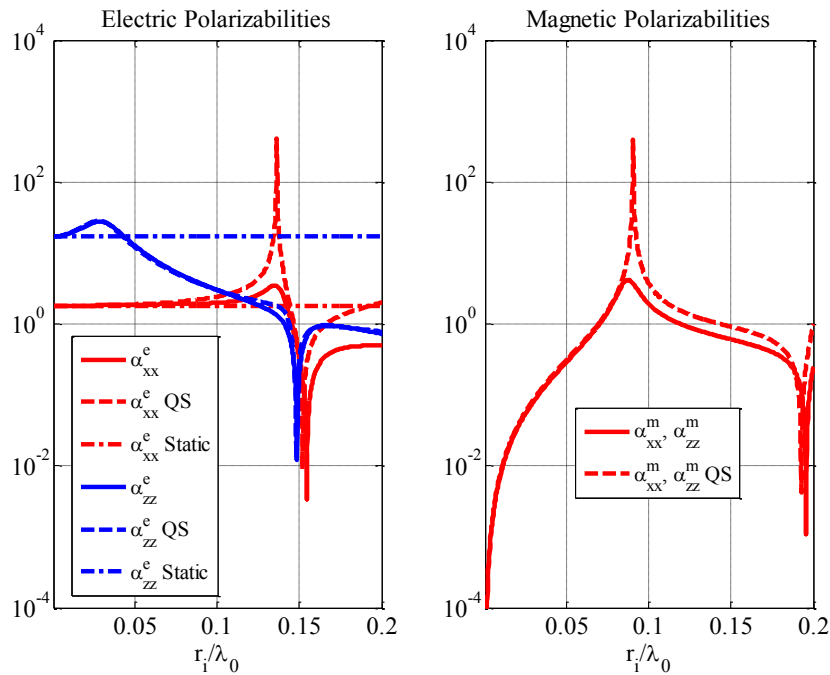 Electric Polarizabilities
10^4
10^2
10^0
10^-2
10^-4
α^e_xx
α^e_xx QS
α^e_xx Static
α^e_zz
α^e_zz QS
α^e_zz Static
0.05 0.1 0.15 0.2
r_i/λ_0
Magnetic Polarizabilities
10^4
10^2
10^0
10^-2
10^-4
α^m_xx, α^m_zz
α^m_xx, α^m_zz QS
0.05 0.1 0.15 0.2
r_i/λ_0